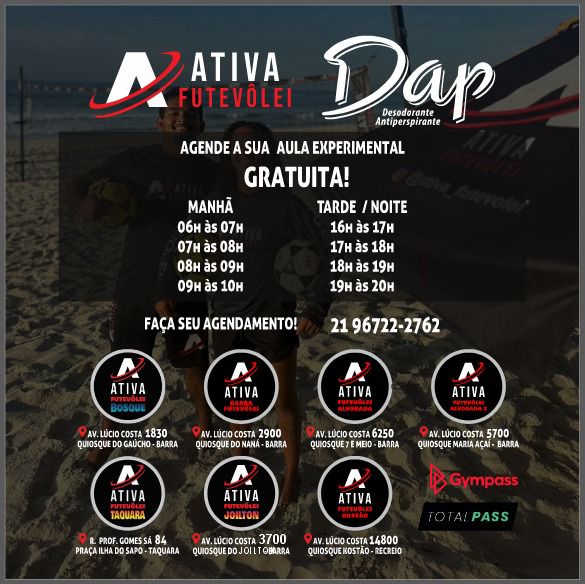 ATIVA
FUTEVÔLEI
Dap
Desodorante
Antiperspirante
AGENDE A SUA AULA EXPERIMENTAL
GRATUITA!
@ativa_futevolei
MANHÃ
06H às 07H
07H às 08H
08H às 09H
09H às 10H
TARDE / NOITE
16H às 17H
17H às 18H
18H às 19H
19H às 20H
FAÇA SEU AGENDAMENTO! 21 96722-2762
ATIVA
FUTEVÔLEI
BOSQUE
AV. LÚCIO COSTA 1830
QUIOSQUE DO GAÚCHO - BARRA
ATIVA
BARRA
FUTEVÔLEI
AV. LÚCIO COSTA 2900
QUIOSQUE DO NANÁ - BARRA
ATIVA
FUTEVÔLEI
ALVORADA
AV. LÚCIO COSTA 6250
QUIOSQUE 7 E MEIO - BARRA
ATIVA
FUTEVÔLEI
ALVORADA 2
AV. LÚCIO COSTA 5700
QUIOSQUE MARIA AÇAÍ - BARRA
ATIVA
FUTEVÔLEI
TAQUARA
R. PROF. GOMES SÁ 84
PRAÇA ILHA DO SAPO - TAQUARA
ATIVA
FUTEVÔLEI
JOILTON
AV. LÚCIO COSTA 3700
QUIOSQUE DO JOILTON BARRA
ATIVA
FUTEVÔLEI
KOSTÃO
AV. LÚCIO COSTA 14800
QUIOSQUE KOSTÃO - RECREIO
Gympass
TOTAL PASS